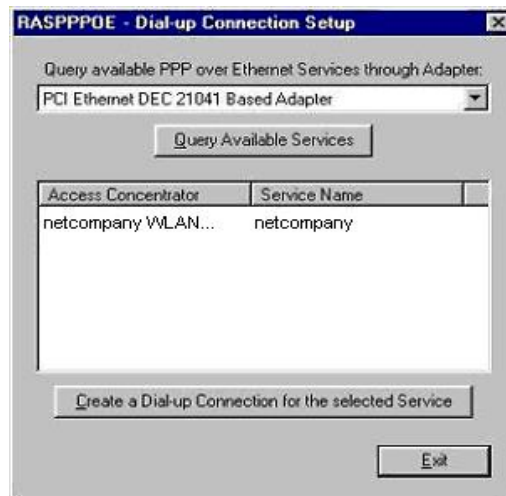 RASPPPOE - Dial-up Connection Setup
Query available PPP over Ethernet Services through Adapter:
PCI Ethernet DEC 21041 Based Adapter
Query Available Services
Access Concentrator Service Name
netcompany WLAN... netcompany
Create a Dial-up Connection for the selected Service
Exit